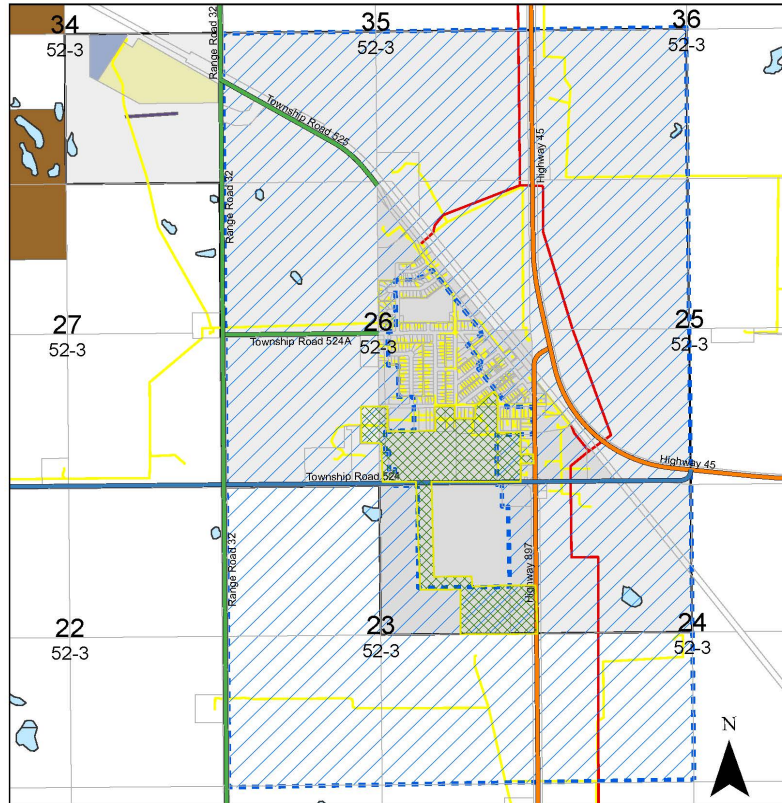 34
52-3
Range Road 32
35
52-3
36
52-3
Township Road 525
Highway 45
Range Road 32
27
52-3
26
52-3
25
52-3
Township Road 524A
Highway 45
Township Road 524
Range Road 32
Highway 897
22
52-3
23
52-3
24
52-3
N